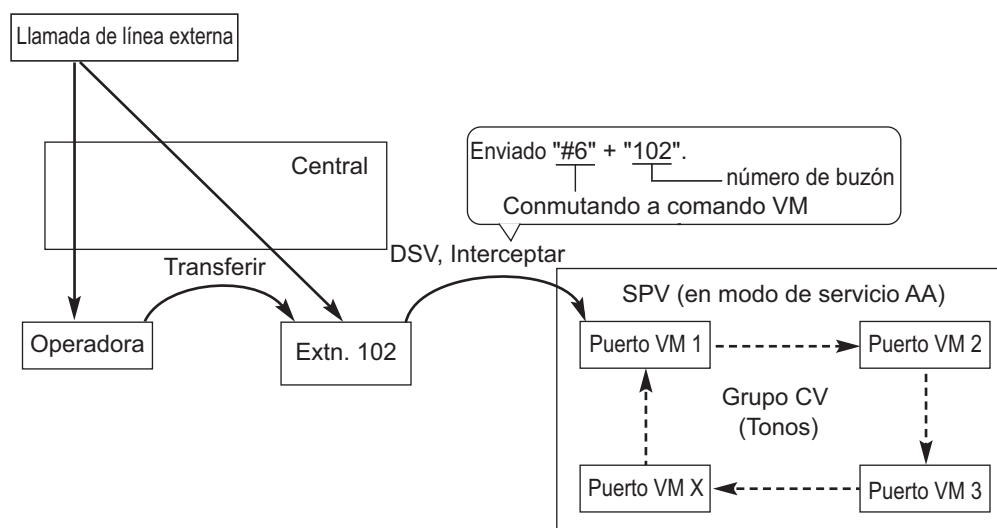 Llamada de línea externa
Central
Enviado "#6" + "102".
número de buzón
Conmutando a comando VM
DSV, Interceptar
Transferir
SPV (en modo de servicio AA)
Operadora
Extn. 102
Puerto VM 1
Puerto VM 2
Grupo CV
(Tonos)
Puerto VM X
Puerto VM 3